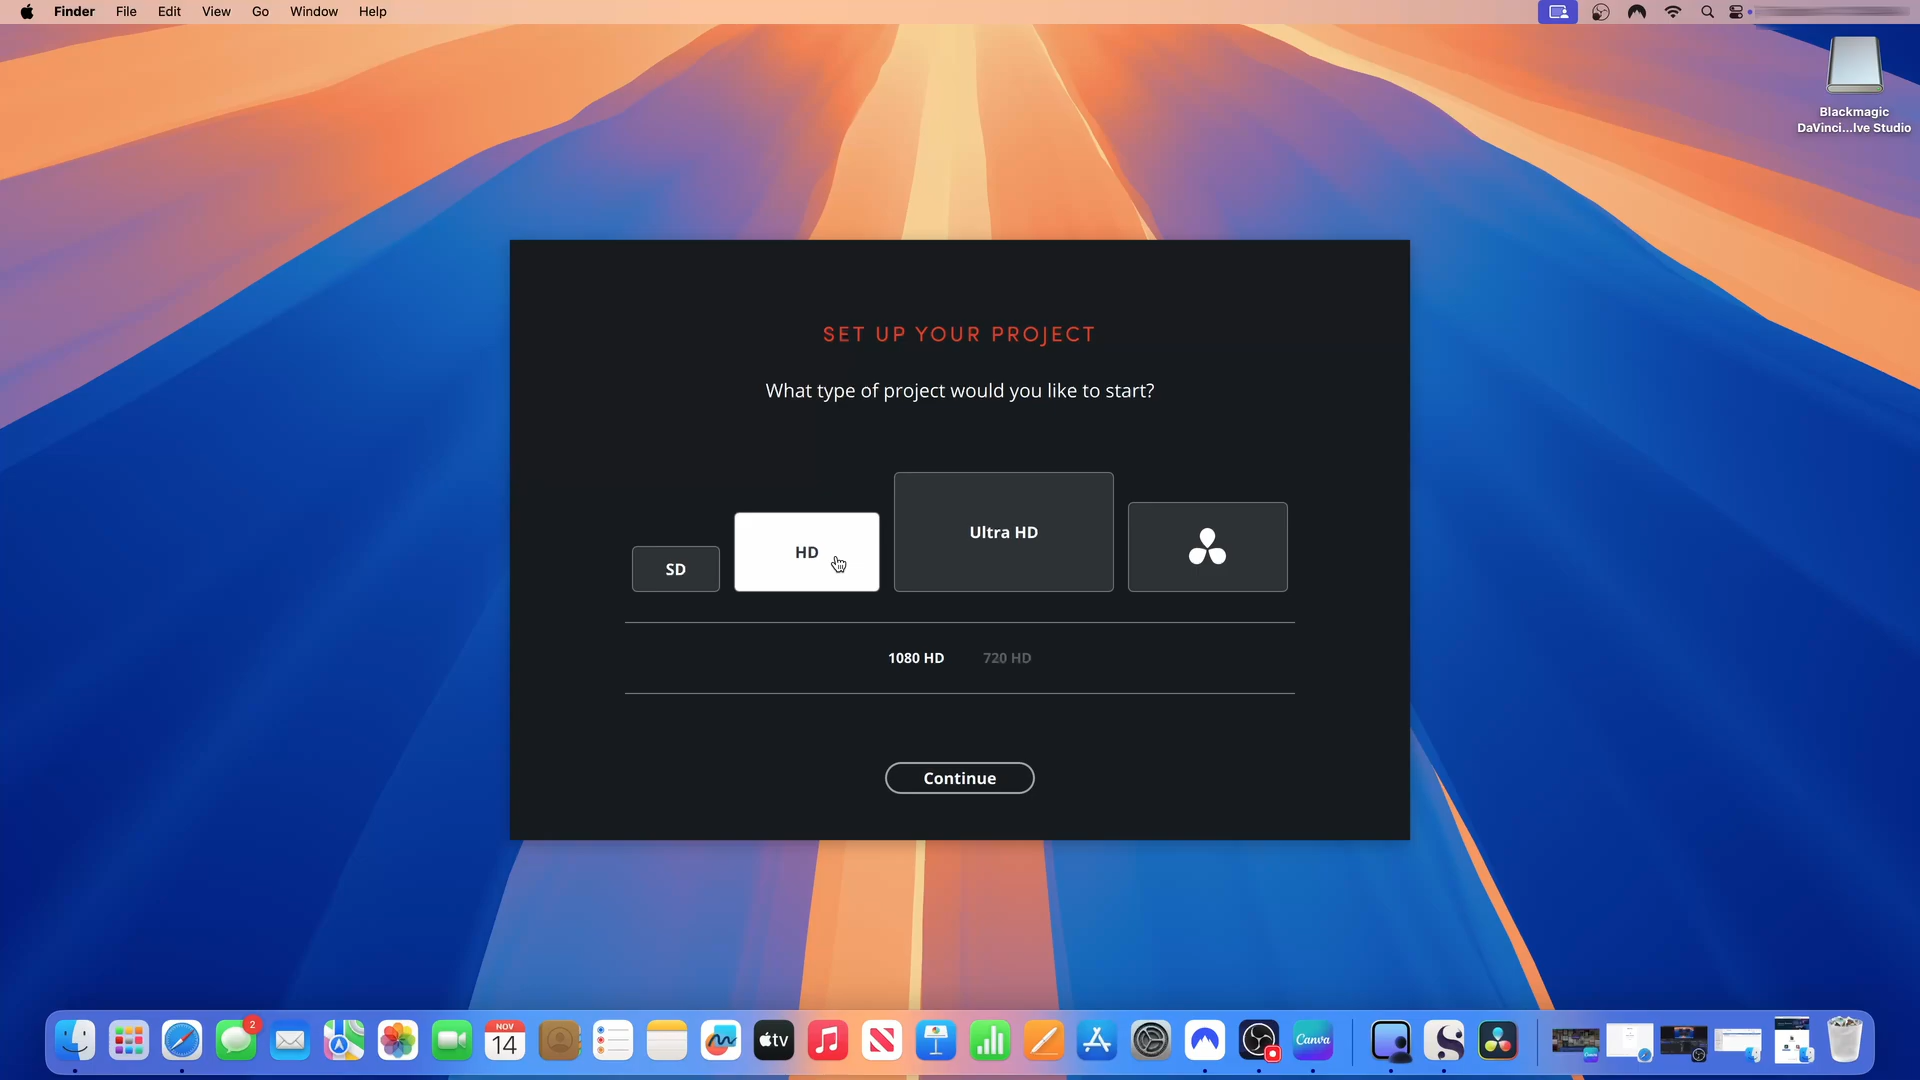 Finder File Edit View Go Window Help
Blackmagic
DaVinci...lve Studio
SET UP YOUR PROJECT
What type of project would you like to start?
SD
HD
Ultra HD
1080 HD 720 HD
Continue
2
NOV
14
tv
Canva